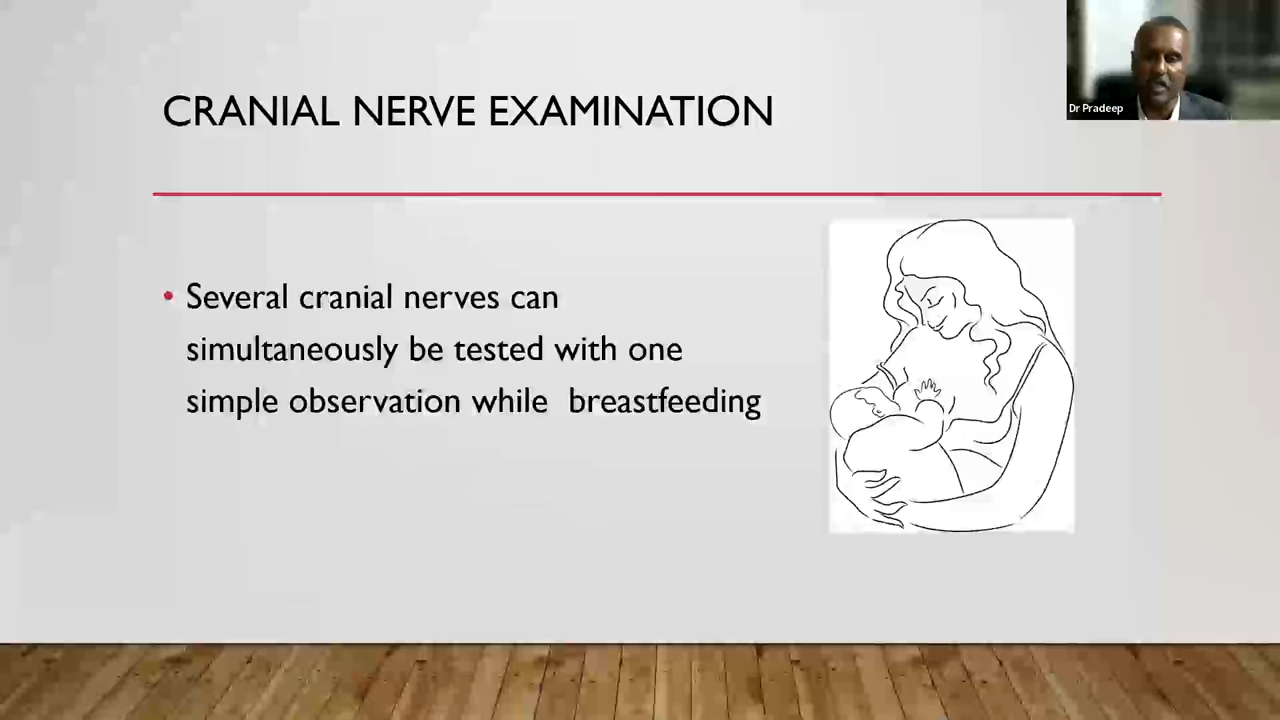 CRANIAL NERVE EXAMINATION
Dr Pradeep
• Several cranial nerves can
simultaneously be tested with one
simple observation while  breastfeeding